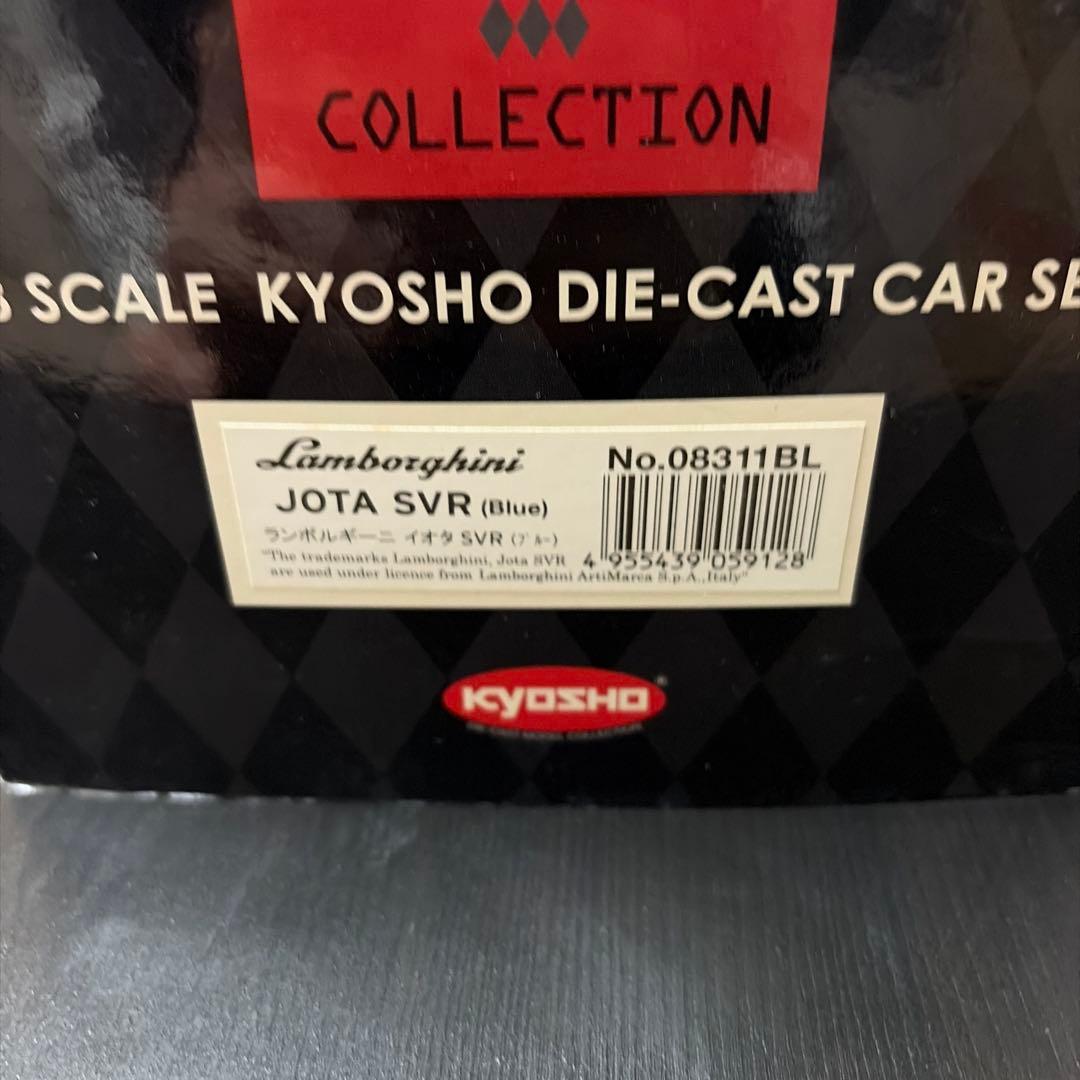 COLLECTION
SCALE KYOSHO DIE-CAST CAR SE
Lamborghini
No.08311BL
JOTA SVR (Blue)
ランボルギーニ イオタ SVR (ブルー)
4 955439 059128
"The trademarks Lamborghini, Jota SVR
are used under licence from Lamborghini ArtiMarca S.p.A., Italy"
KYOSHO